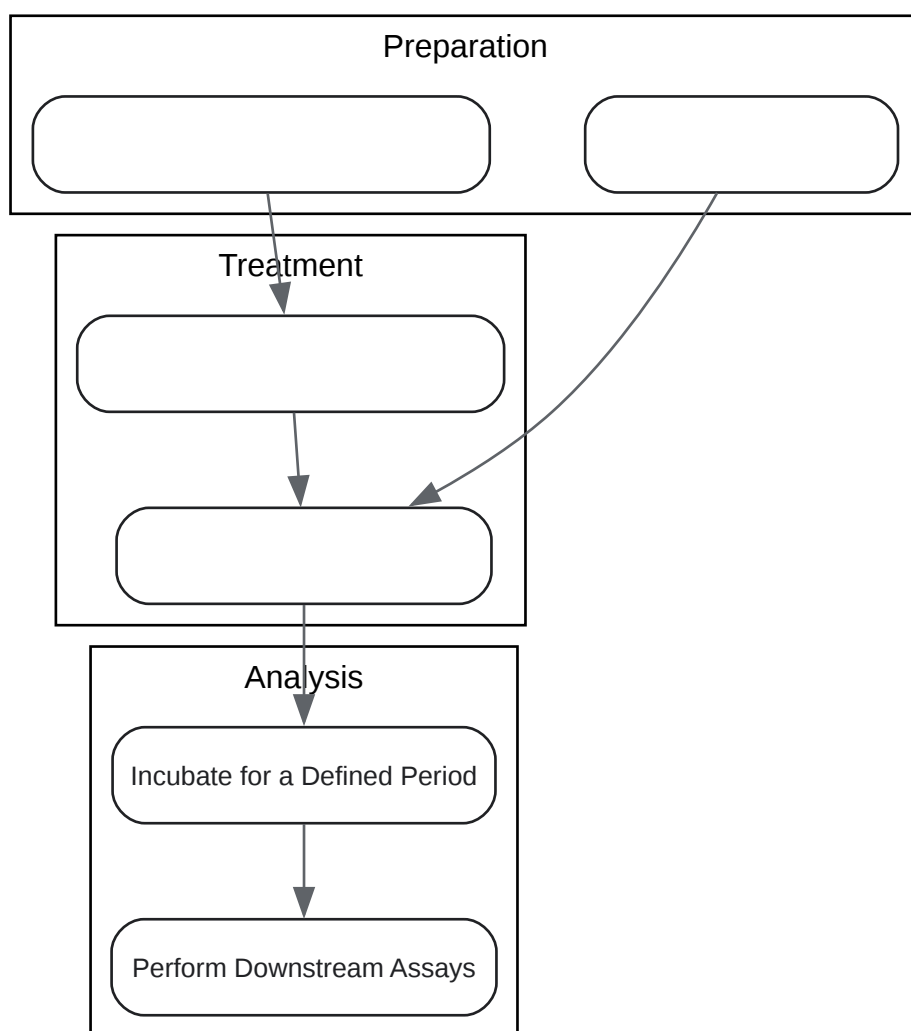 Preparation
Treatment
Analysis
Incubate for a Defined Period
Perform Downstream Assays